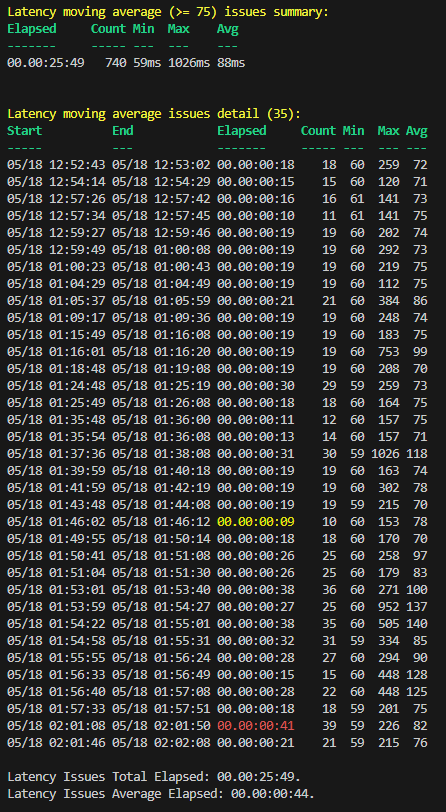 Latency moving average (>= 75) issues summary:
Elapsed Count Min Max Avg
------- ----- --- --- ---
00.00:25:49 740 59ms 1026ms 88ms
Latency moving average issues detail (35):
Start End Elapsed Count Min Max Avg
----- --- ------- ----- --- --- ---
05/18 12:52:43 05/18 12:53:02 00.00:00:18 18 60 259 72
05/18 12:54:14 05/18 12:54:29 00.00:00:15 15 60 120 71
05/18 12:57:26 05/18 12:57:42 00.00:00:16 16 61 141 73
05/18 12:57:34 05/18 12:57:45 00.00:00:10 11 61 141 75
05/18 12:59:27 05/18 12:59:46 00.00:00:19 19 60 202 74
05/18 12:59:49 05/18 01:00:08 00.00:00:19 19 60 292 73
05/18 01:00:23 05/18 01:00:43 00.00:00:19 19 60 219 75
05/18 01:04:29 05/18 01:04:49 00.00:00:19 19 60 112 75
05/18 01:05:37 05/18 01:05:59 00.00:00:21 21 60 384 86
05/18 01:09:17 05/18 01:09:36 00.00:00:19 19 60 248 74
05/18 01:15:49 05/18 01:16:08 00.00:00:19 19 60 183 75
05/18 01:16:01 05/18 01:16:20 00.00:00:19 19 60 753 99
05/18 01:18:48 05/18 01:19:08 00.00:00:19 19 60 208 70
05/18 01:24:48 05/18 01:25:19 00.00:00:30 29 59 259 73
05/18 01:25:49 05/18 01:26:08 00.00:00:18 18 60 164 75
05/18 01:35:48 05/18 01:36:00 00.00:00:11 12 60 157 75
05/18 01:35:54 05/18 01:36:08 00.00:00:13 14 60 157 71
05/18 01:37:36 05/18 01:38:08 00.00:00:31 30 59 1026 118
05/18 01:39:59 05/18 01:40:18 00.00:00:19 19 60 163 74
05/18 01:41:59 05/18 01:42:19 00.00:00:19 19 60 302 78
05/18 01:43:48 05/18 01:44:08 00.00:00:19 19 59 215 70
05/18 01:46:02 05/18 01:46:12 00.00:00:09 10 60 153 78
05/18 01:49:55 05/18 01:50:14 00.00:00:18 18 60 170 70
05/18 01:50:41 05/18 01:51:08 00.00:00:26 25 60 258 97
05/18 01:51:04 05/18 01:51:30 00.00:00:26 25 60 179 83
05/18 01:53:01 05/18 01:53:40 00.00:00:38 36 60 271 100
05/18 01:53:59 05/18 01:54:27 00.00:00:27 25 60 952 137
05/18 01:54:22 05/18 01:55:01 00.00:00:38 35 60 505 140
05/18 01:54:58 05/18 01:55:31 00.00:00:32 31 59 334 85
05/18 01:55:55 05/18 01:56:24 00.00:00:28 27 60 294 90
05/18 01:56:33 05/18 01:56:49 00.00:00:15 15 60 448 128
05/18 01:56:40 05/18 01:57:08 00.00:00:28 22 60 448 125
05/18 01:57:33 05/18 01:57:51 00.00:00:18 18 59 201 75
05/18 02:01:08 05/18 02:01:50 00.00:00:41 39 59 226 82
05/18 02:01:46 05/18 02:02:08 00.00:00:21 21 59 215 76
Latency Issues Total Elapsed: 00.00:25:49.
Latency Issues Average Elapsed: 00.00:00:44.